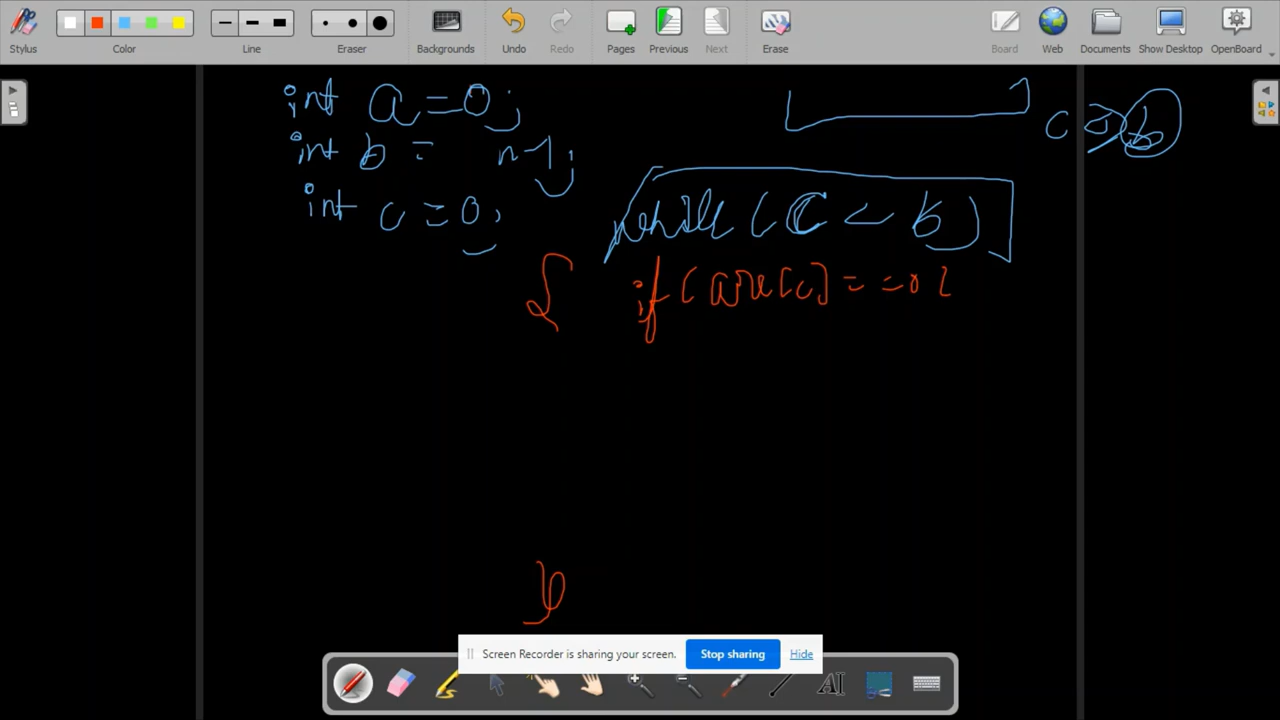 Stylus Color Line Eraser Backgrounds Undo Redo Pages Previous Next Erase Board Web Documents Show Desktop OpenBoard
int a = 0;
int b = n-1;
c > b
int c = 0;
while (C < b)
{ if (arr[c] = = 0
}
Screen Recorder is sharing your screen. Stop sharing Hide
AI